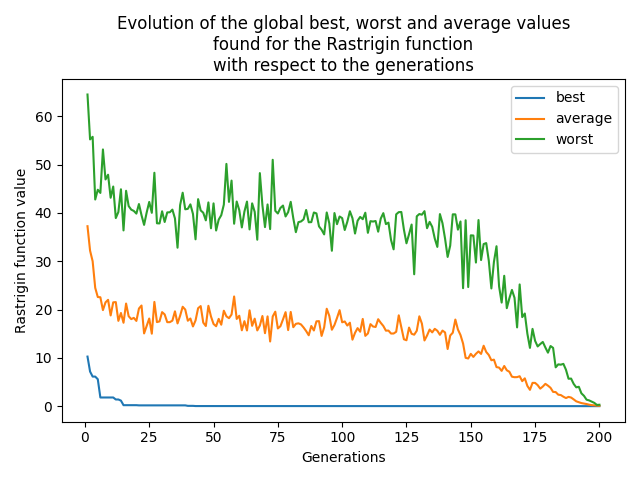 Evolution of the global best, worst and average values
found for the Rastrigin function
with respect to the generations
best
average
worst
60
50
40
30
20
10
0
Rastrigin function value
0 25 50 75 100 125 150 175 200
Generations